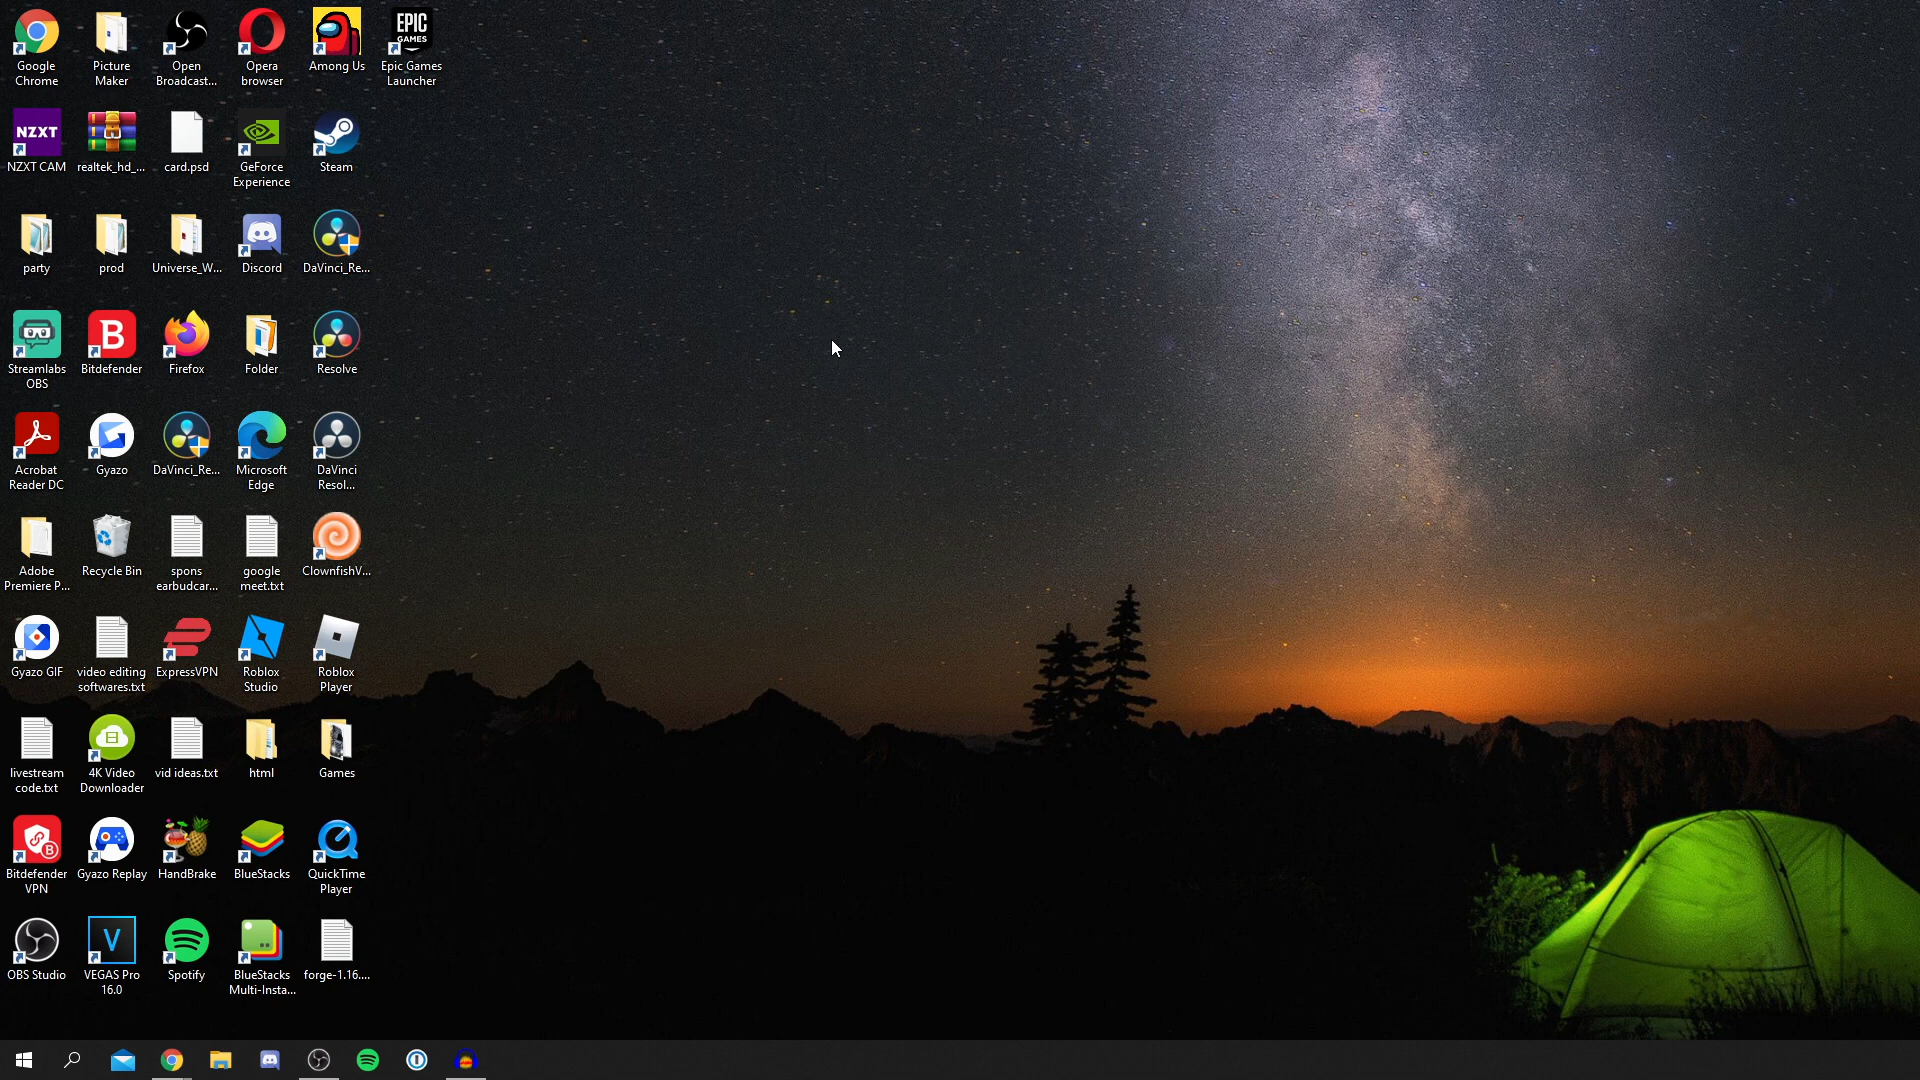 Google
Chrome
Picture
Maker
Open
Broadcast...
Opera
browser
Among Us
EPIC
GAMES
Epic Games
Launcher
NZXT
NZXT CAM
realtek_hd_...
card.psd
GeForce
Experience
Steam
party
prod
Universe_W...
Discord
DaVinci_Re...
Streamlabs
OBS
B
Bitdefender
Firefox
Folder
Resolve
Acrobat
Reader DC
Gyazo
DaVinci_Re...
Microsoft
Edge
DaVinci
Resol...
Adobe
Premiere P...
Recycle Bin
spons
earbudcar...
google
meet.txt
ClownfishV...
Gyazo GIF
video editing
softwares.txt
ExpressVPN
Roblox
Studio
Roblox
Player
livestream
code.txt
4K Video
Downloader
vid ideas.txt
html
Games
B
Bitdefender
VPN
Gyazo Replay
HandBrake
BlueStacks
QuickTime
Player
OBS Studio
V
VEGAS Pro
16.0
Spotify
BlueStacks
Multi-Insta...
forge-1.16....